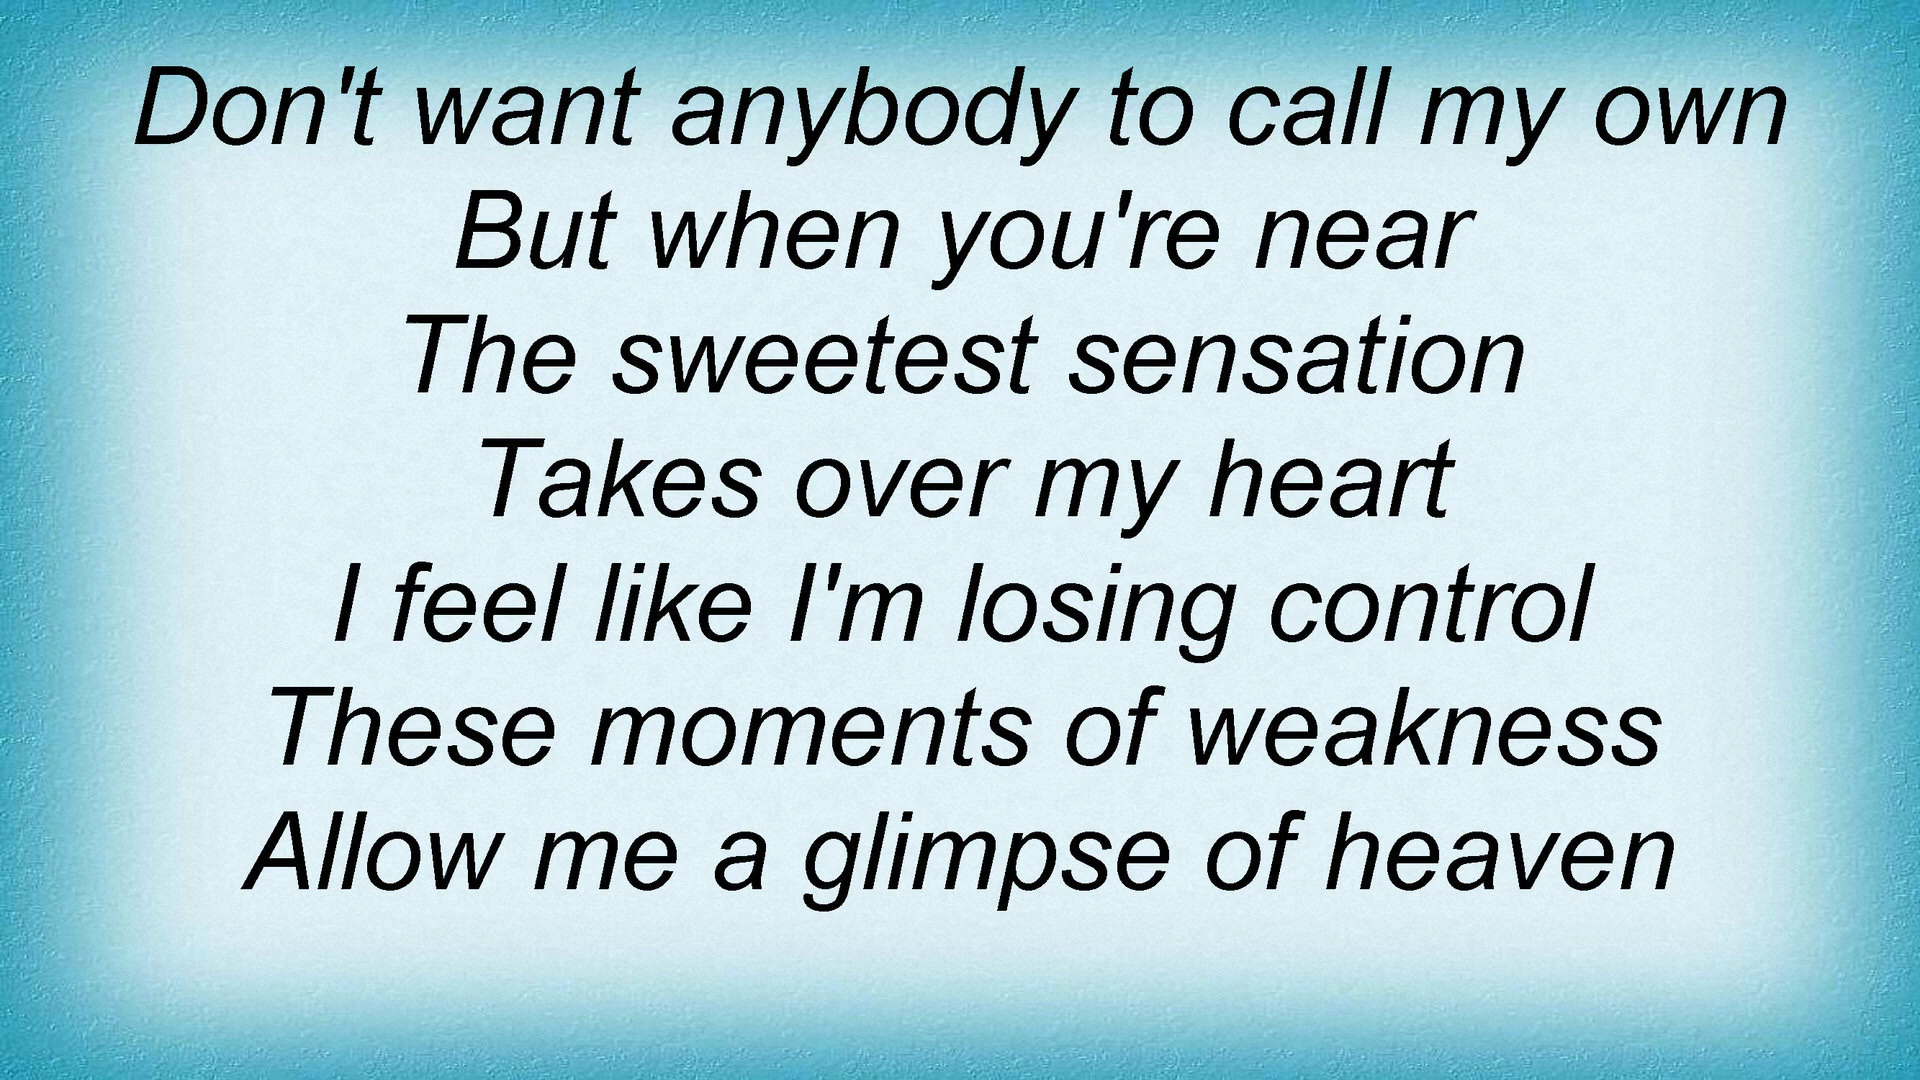 Don't want anybody to call my own
But when you're near
The sweetest sensation
Takes over my heart
I feel like I'm losing control
These moments of weakness
Allow me a glimpse of heaven